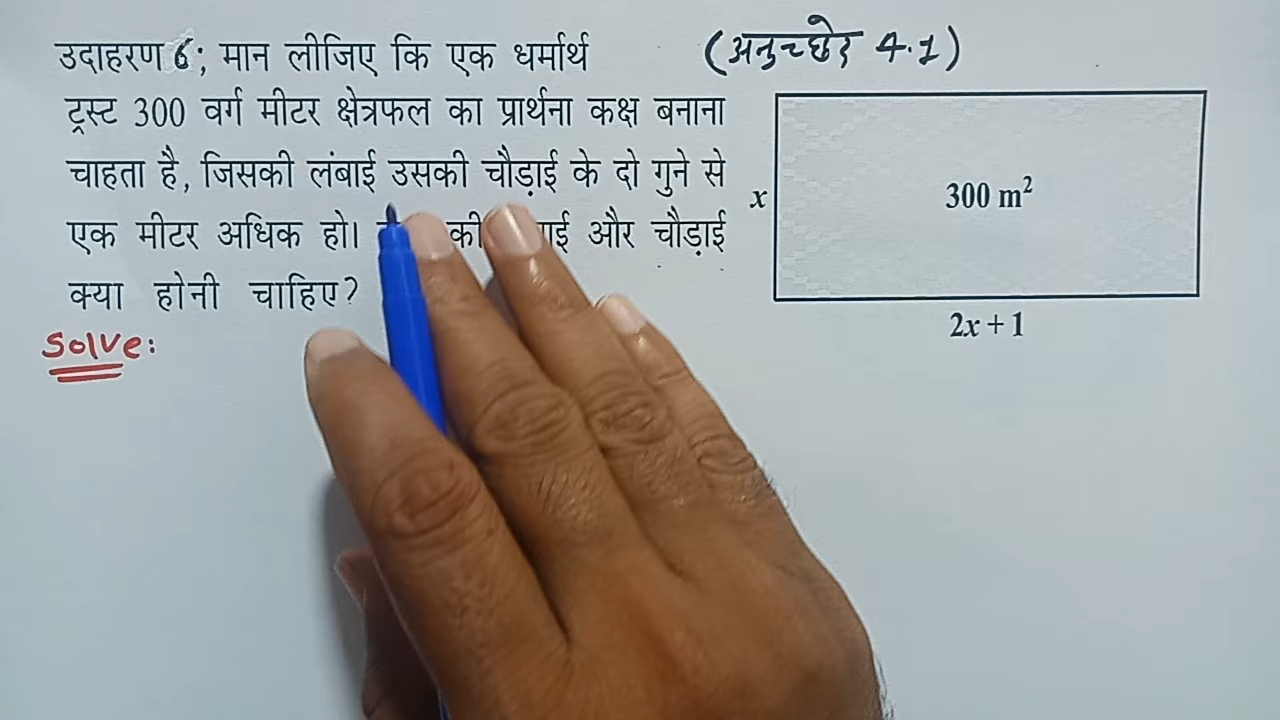 उदाहरण 6; मान लीजिए कि एक धर्मार्थ
(अनुच्छेद 4.1)
ट्रस्ट 300 वर्ग मीटर क्षेत्रफल का प्रार्थना कक्ष बनाना
चाहता है, जिसकी लंबाई उसकी चौड़ाई के दो गुने से
एक मीटर अधिक हो। की और चौड़ाई
क्या होनी चाहिए?
Solve:
x
300 m²
2x + 1